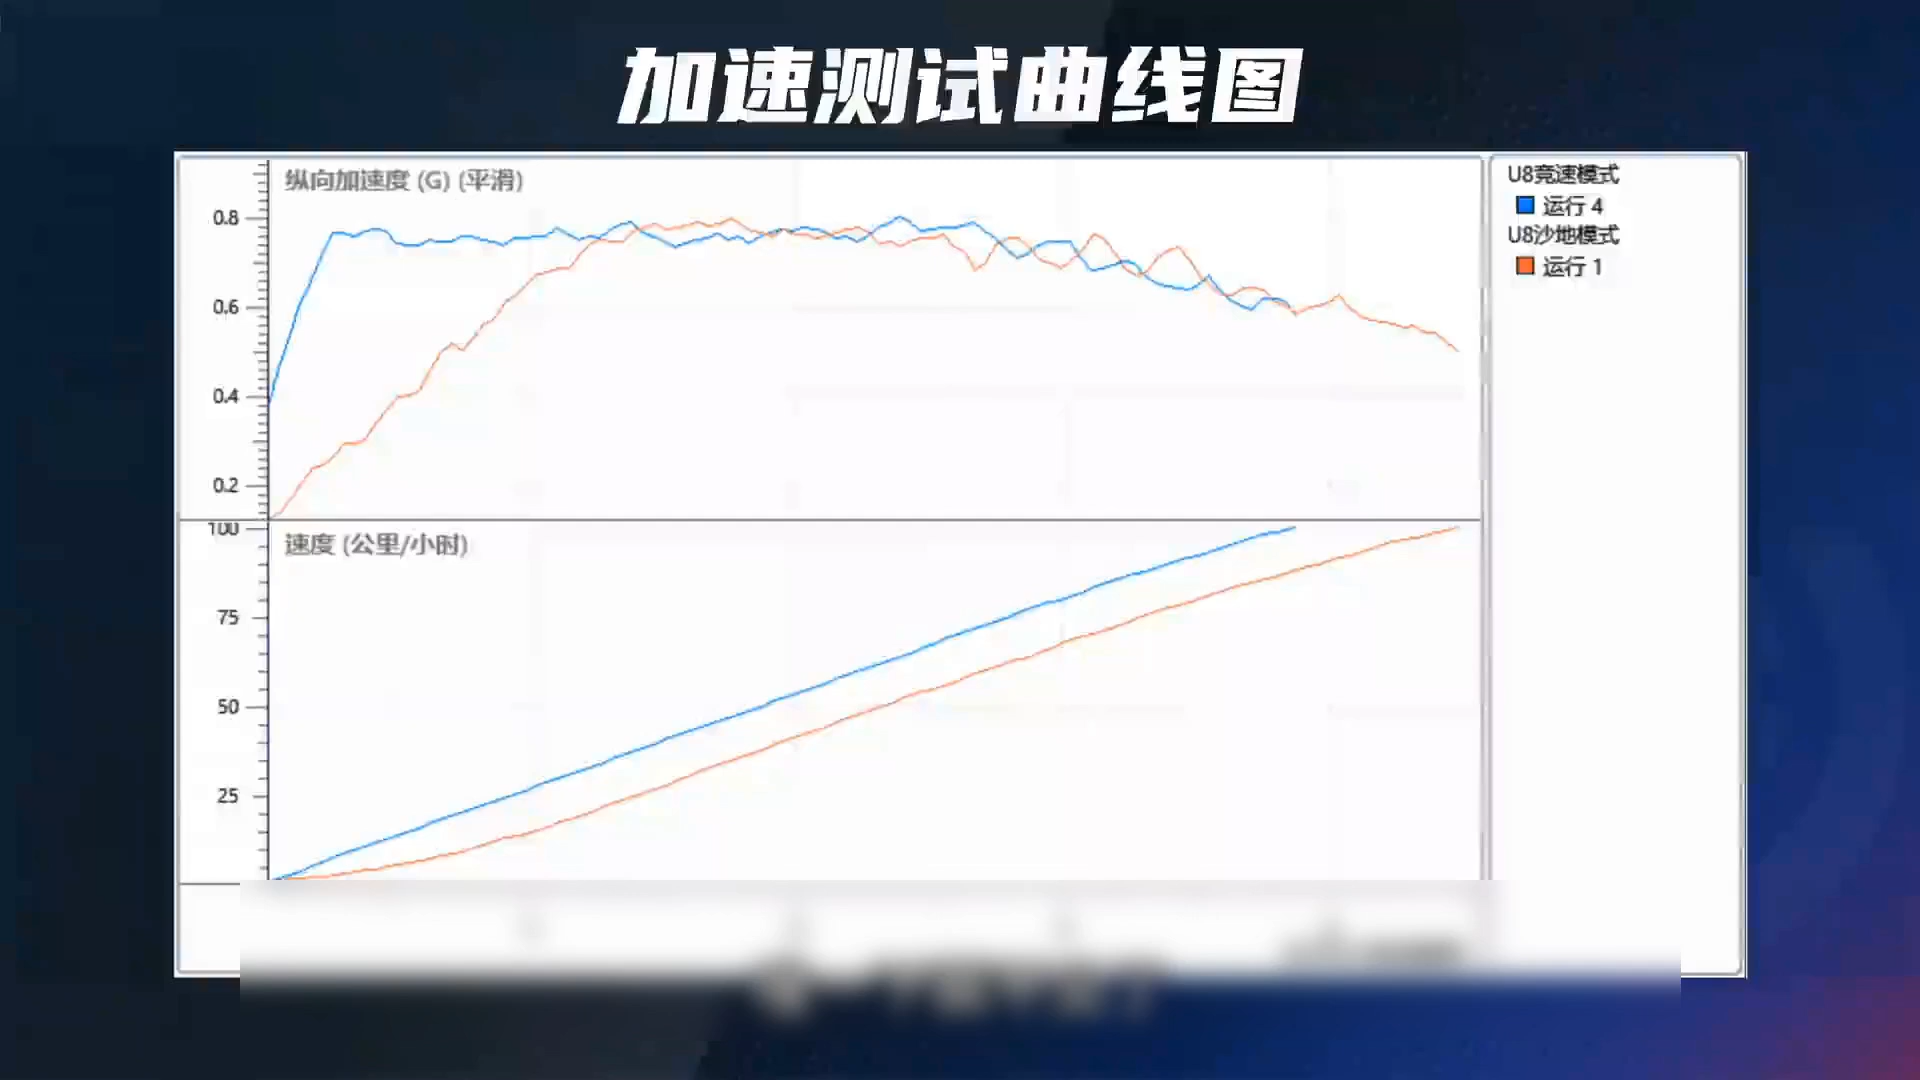 加速测试曲线图
纵向加速度 (G) (平滑)
0.8
0.6
0.4
0.2
速度 (公里/小时)
100
75
50
25
U8竞速模式
运行 4
U8沙地模式
运行 1